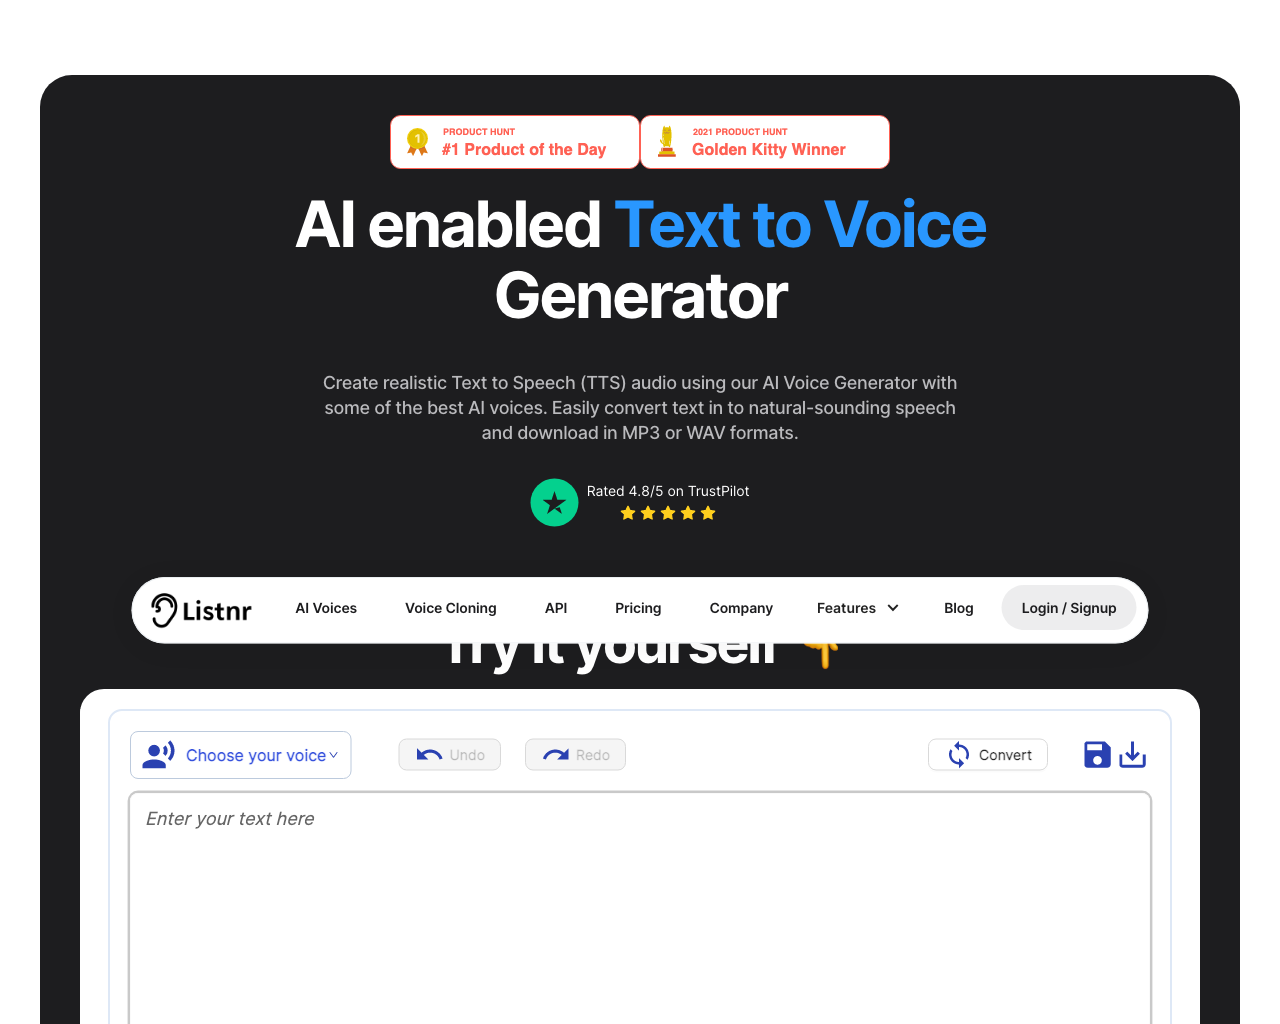 PRODUCT HUNT
#1 Product of the Day
2021 PRODUCT HUNT
Golden Kitty Winner
AI enabled Text to Voice
Generator
Create realistic Text to Speech (TTS) audio using our AI Voice Generator with
some of the best AI voices. Easily convert text in to natural-sounding speech
and download in MP3 or WAV formats.
Rated 4.8/5 on TrustPilot
Listnr AI Voices Voice Cloning API Pricing Company Features Blog Login / Signup
Try it yourself
Choose your voice Undo Redo Convert
Enter your text here